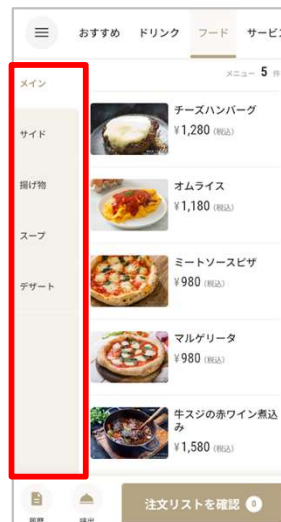 おすすめ ドリンク フード サービス
メニュー 5 件
メイン
サイド
揚げ物
スープ
デザート
チーズハンバーグ
¥1,280 (税込)
オムライス
¥1,180 (税込)
ミートソースピザ
¥980 (税込)
マルゲリータ
¥980 (税込)
牛スジの赤ワイン煮込
み
¥1,580 (税込)
履歴 呼出 注文リストを確認 0